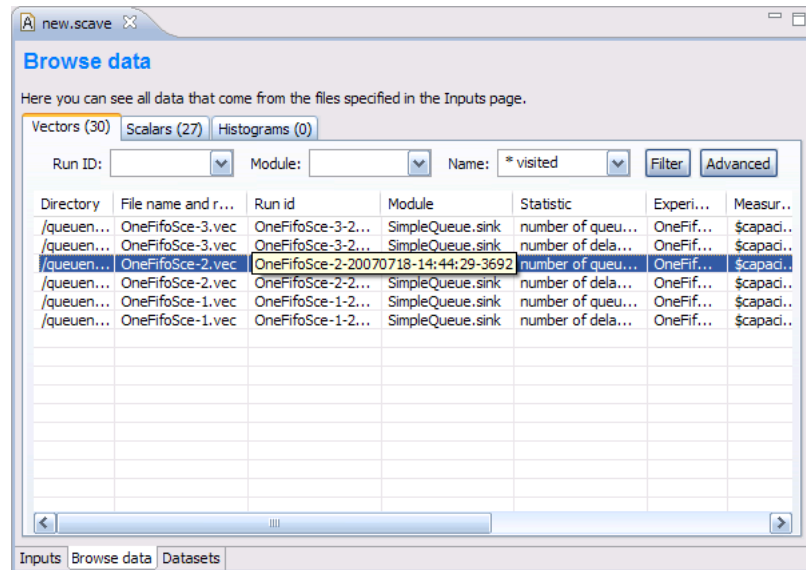 new.scave
Browse data
Here you can see all data that come from the files specified in the Inputs page.
Vectors (30) Scalars (27) Histograms (0)
Run ID: Module: Name: * visited Filter Advanced
Directory File name and r... Run id Module Statistic Experi... Measur..
/queuen... OneFifoSce-3.vec OneFifoSce-3-2... SimpleQueue.sink number of queu... OneFif... $capaci..
/queuen... OneFifoSce-3.vec OneFifoSce-3-2... SimpleQueue.sink number of dela... OneFif... $capaci..
/queuen... OneFifoSce-2.vec OneFifoSce-2-20070718-14:44:29-3692 number of queu... OneFif... $capaci..
/queuen... OneFifoSce-2.vec OneFifoSce-2-2... SimpleQueue.sink number of dela... OneFif... $capaci..
/queuen... OneFifoSce-1.vec OneFifoSce-1-2... SimpleQueue.sink number of queu... OneFif... $capaci..
/queuen... OneFifoSce-1.vec OneFifoSce-1-2... SimpleQueue.sink number of dela... OneFif... $capaci..
Inputs Browse data Datasets